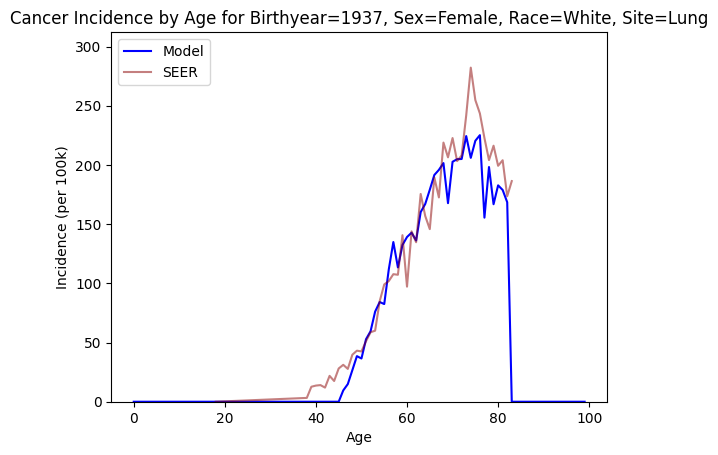 Cancer Incidence by Age for Birthyear=1937, Sex=Female, Race=White, Site=Lung
Model
SEER
300
250
200
150
100
50
0
Incidence (per 100k)
0 20 40 60 80 100
Age